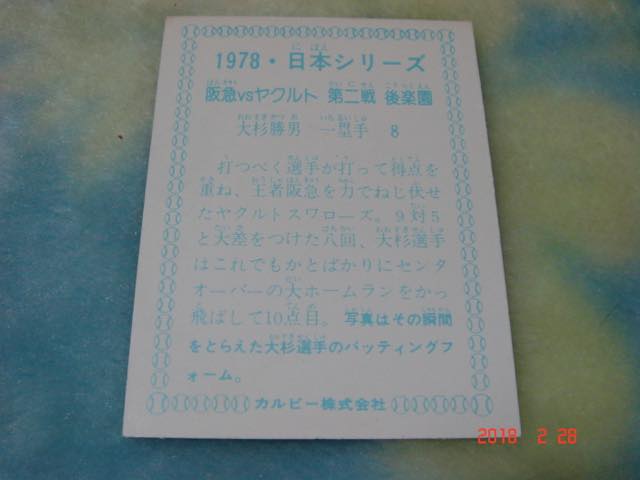 1978・日本シリーズ
阪急vsヤクルト 第二戦 後楽園
大杉勝男 一塁手 8
打つべく選手が打って得点を
重ね、王者阪急を力でねじ伏せ
たヤクルトスワローズ。9対5
と大差をつけた八回、大杉選手
はこれでもかとばかりにセンタ
オーバーの大ホームランをかっ
飛ばして10点目。写真はその瞬間
をとらえた大杉選手のバッティングフ
ォーム。
カルビー株式会社
2018 2 28